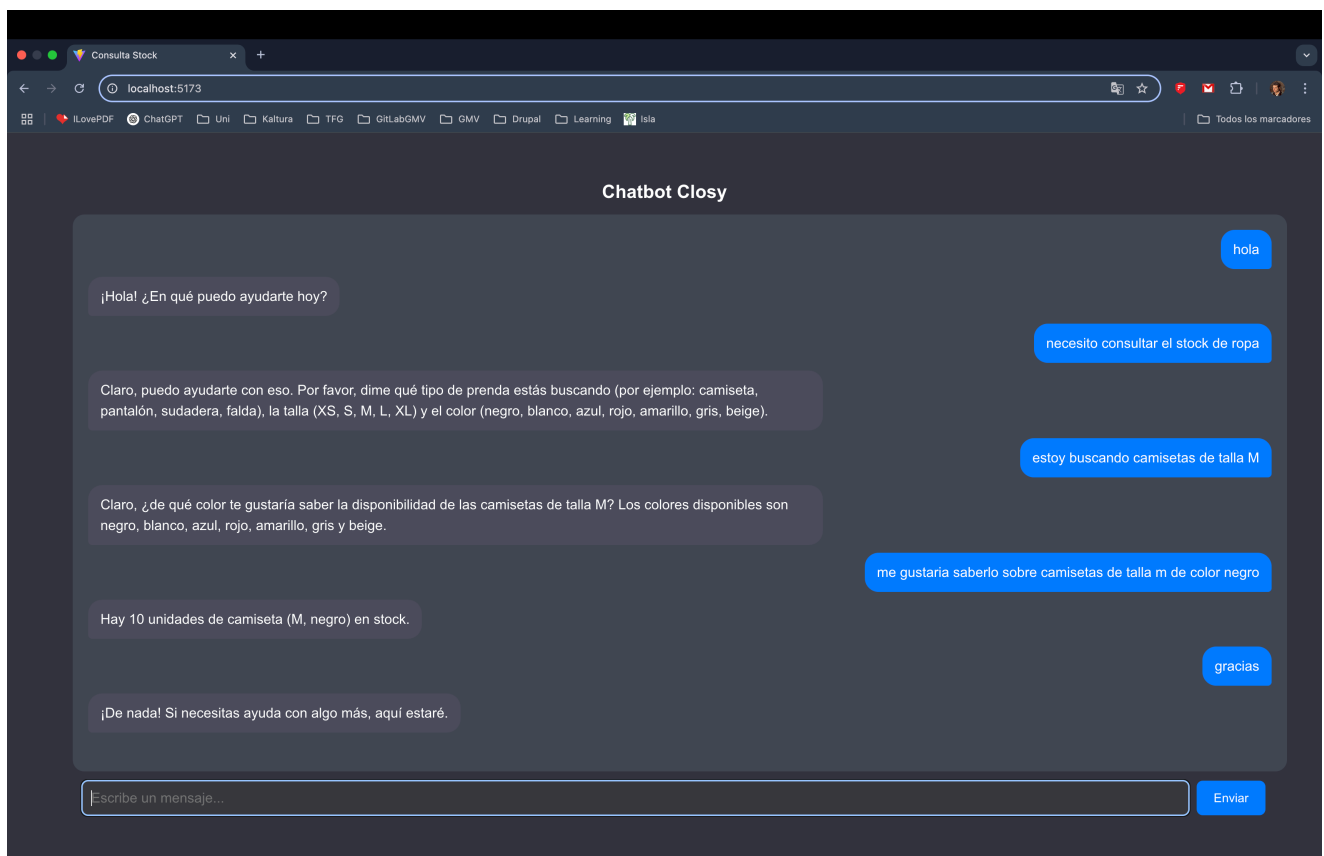 Consulta Stock
localhost:5173
ILovePDF ChatGPT Uni Kaltura TFG GitLabGMV GMV Drupal Learning Isla Todos los marcadores
Chatbot Closy
hola
¡Hola! ¿En qué puedo ayudarte hoy?
necesito consultar el stock de ropa
Claro, puedo ayudarte con eso. Por favor, dime qué tipo de prenda estás buscando (por ejemplo: camiseta,
pantalón, sudadera, falda), la talla (XS, S, M, L, XL) y el color (negro, blanco, azul, rojo, amarillo, gris, beige).
estoy buscando camisetas de talla M
Claro, ¿de qué color te gustaría saber la disponibilidad de las camisetas de talla M? Los colores disponibles son
negro, blanco, azul, rojo, amarillo, gris y beige.
me gustaria saberlo sobre camisetas de talla m de color negro
Hay 10 unidades de camiseta (M, negro) en stock.
gracias
¡De nada! Si necesitas ayuda con algo más, aquí estaré.
Escribe un mensaje...
Enviar